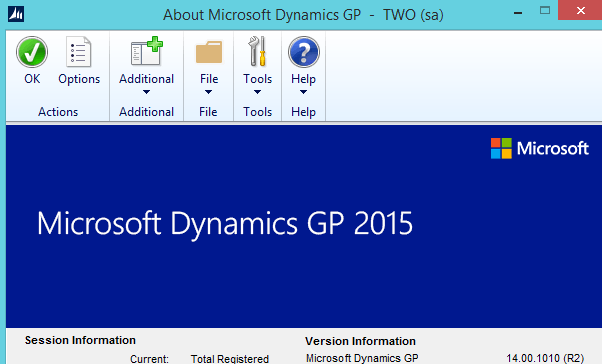 About Microsoft Dynamics GP - TWO (sa)
OK Options Additional File Tools Help
Actions Additional File Tools Help
Microsoft
Microsoft Dynamics GP 2015
Session Information Version Information
Current: Total Registered Microsoft Dynamics GP 14.00.1010 (R2)